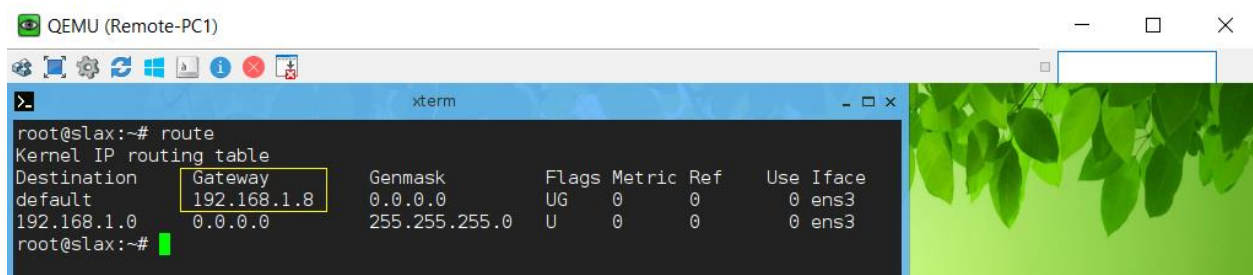 QEMU (Remote-PC1)
xterm
root@slax:~# route
Kernel IP routing table
Destination     Gateway         Genmask         Flags Metric Ref    Use Iface
default         192.168.1.8     0.0.0.0         UG    0      0        0 ens3
192.168.1.0     0.0.0.0         255.255.255.0   U     0      0        0 ens3
root@slax:~#